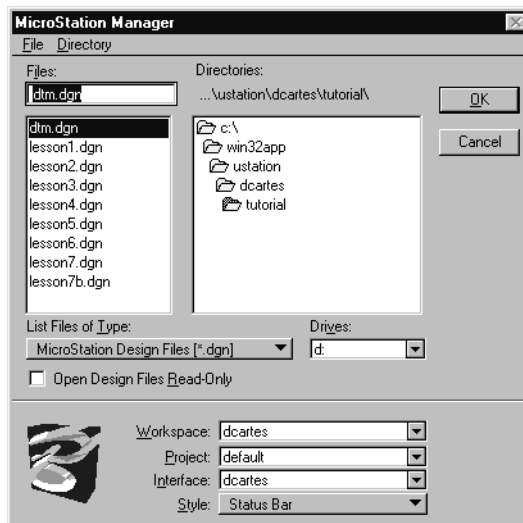 MicroStation Manager
File Directory
Files:
dtm.dgn
dtm.dgn
lesson1.dgn
lesson2.dgn
lesson3.dgn
lesson4.dgn
lesson5.dgn
lesson6.dgn
lesson7.dgn
lesson7b.dgn
Directories:
...\ustation\dcartes\tutorial\
c:\
win32app
ustation
dcartes
tutorial
OK
Cancel
List Files of Type:
MicroStation Design Files [*.dgn]
Drives:
d:
Open Design Files Read-Only
Workspace: dcartes
Project: default
Interface: dcartes
Style: Status Bar